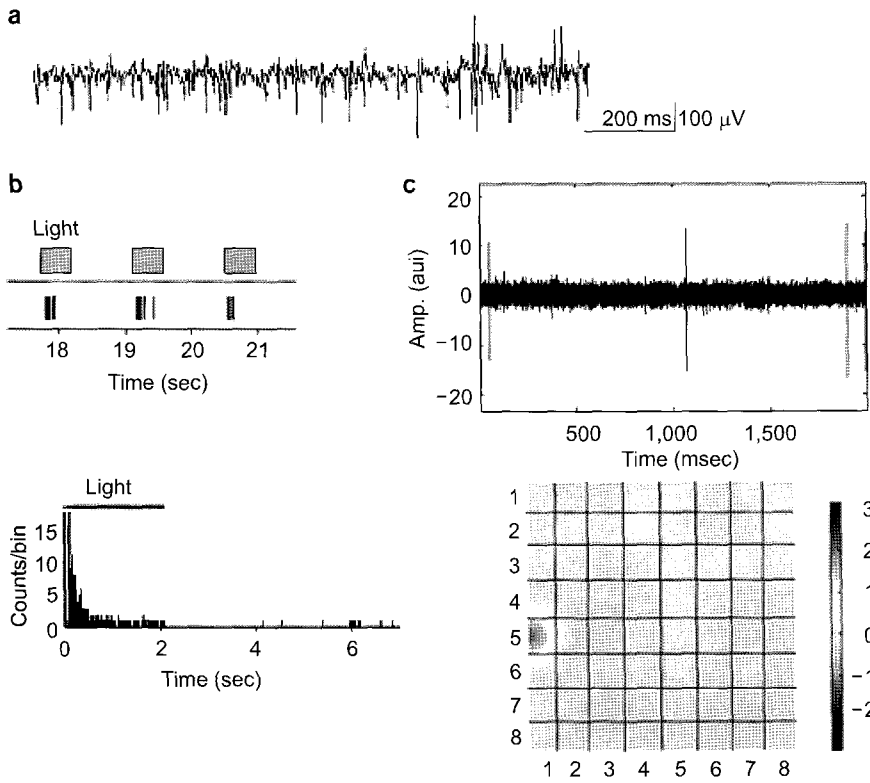 a
200 ms 100 μV
b
Light
18 19 20 21
Time (sec)
Light
Counts/bin
15
10
5
0
0 2 4 6
Time (sec)
c
Amp. (aui)
20
10
0
−10
−20
500 1,000 1,500
Time (msec)
1
2
3
4
5
6
7
8
1 2 3 4 5 6 7 8
3
2
1
0
−1
−2